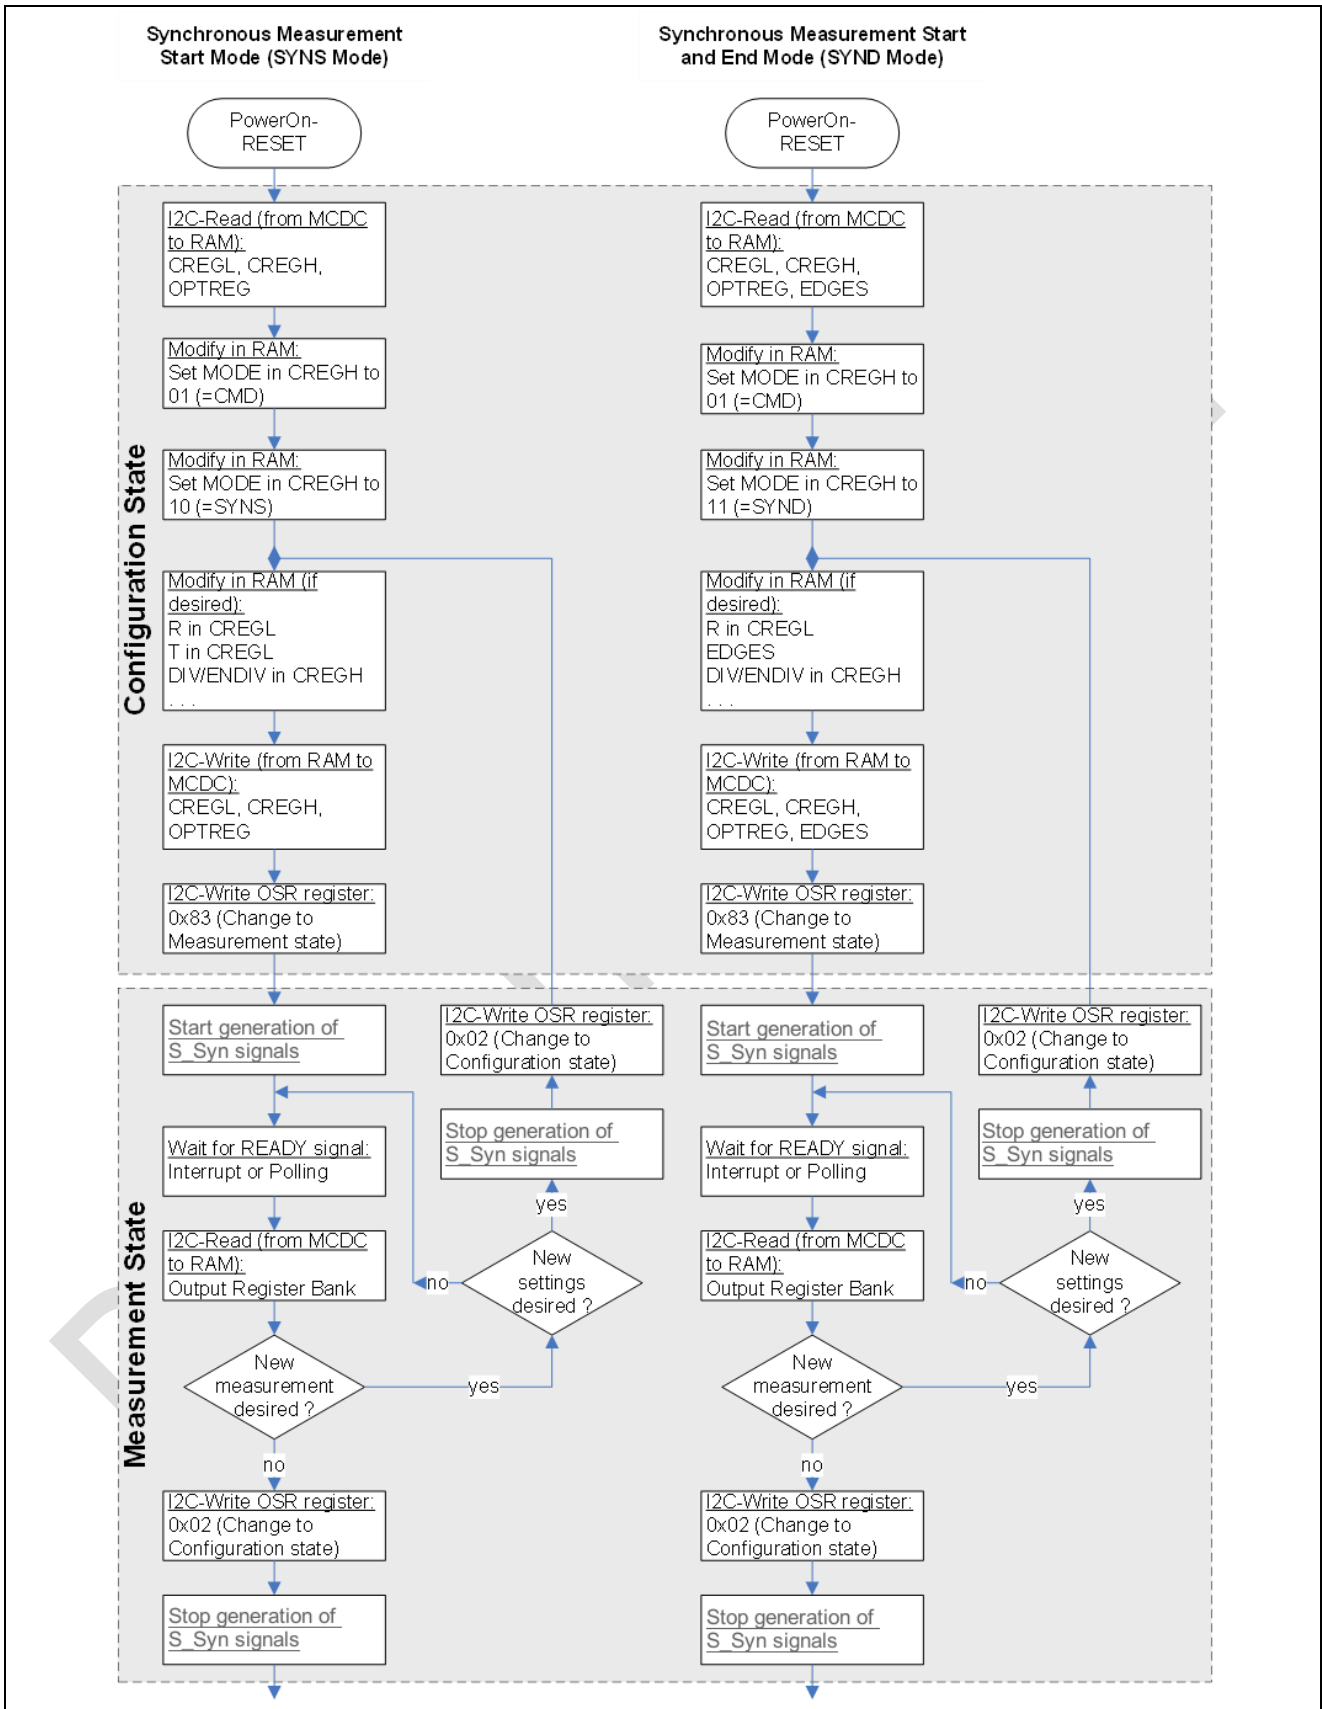 Synchronous Measurement
Start Mode (SYNS Mode)
PowerOn-
RESET
I2C-Read (from MCDC
to RAM):
CREGL, CREGH,
OPTREG
Modify in RAM:
Set MODE in CREGH to
01 (=CMD)
Modify in RAM:
Set MODE in CREGH to
10 (=SYNS)
Modify in RAM (if
desired):
R in CREGL
T in CREGL
DIV/ENDIV in CREGH
. . .
I2C-Write (from RAM to
MCDC):
CREGL, CREGH,
OPTREG
I2C-Write OSR register:
0x83 (Change to
Measurement state)
Start generation of
S_Syn signals
Wait for READY signal:
Interrupt or Polling
I2C-Read (from MCDC
to RAM):
Output Register Bank
New
measurement
desired ?
yes
no
New
settings
desired ?
no
yes
Stop generation of
S_Syn signals
I2C-Write OSR register:
0x02 (Change to
Configuration state)
I2C-Write OSR register:
0x02 (Change to
Configuration state)
Stop generation of
S_Syn signals
Synchronous Measurement Start
and End Mode (SYND Mode)
PowerOn-
RESET
I2C-Read (from MCDC
to RAM):
CREGL, CREGH,
OPTREG, EDGES
Modify in RAM:
Set MODE in CREGH to
01 (=CMD)
Modify in RAM:
Set MODE in CREGH to
11 (=SYND)
Modify in RAM (if
desired):
R in CREGL
EDGES
DIV/ENDIV in CREGH
. . .
I2C-Write (from RAM to
MCDC):
CREGL, CREGH,
OPTREG, EDGES
I2C-Write OSR register:
0x83 (Change to
Measurement state)
Start generation of
S_Syn signals
Wait for READY signal:
Interrupt or Polling
I2C-Read (from MCDC
to RAM):
Output Register Bank
New
measurement
desired ?
yes
no
New
settings
desired ?
no
yes
Stop generation of
S_Syn signals
I2C-Write OSR register:
0x02 (Change to
Configuration state)
I2C-Write OSR register:
0x02 (Change to
Configuration state)
Stop generation of
S_Syn signals
Configuration State
Measurement State